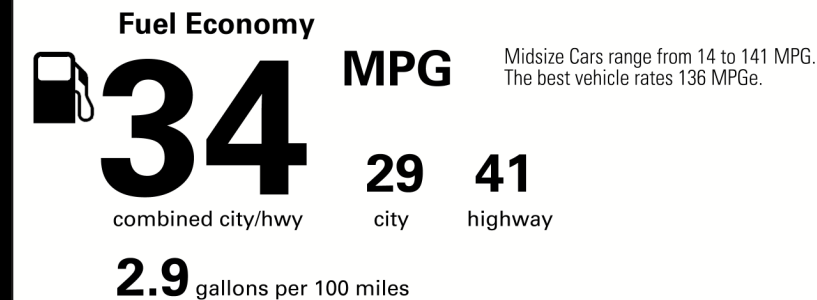 Fuel Economy
34
MPG
Midsize Cars range from 14 to 141 MPG.
The best vehicle rates 136 MPGe.
29 41
combined city/hwy city highway
2.9 gallons per 100 miles